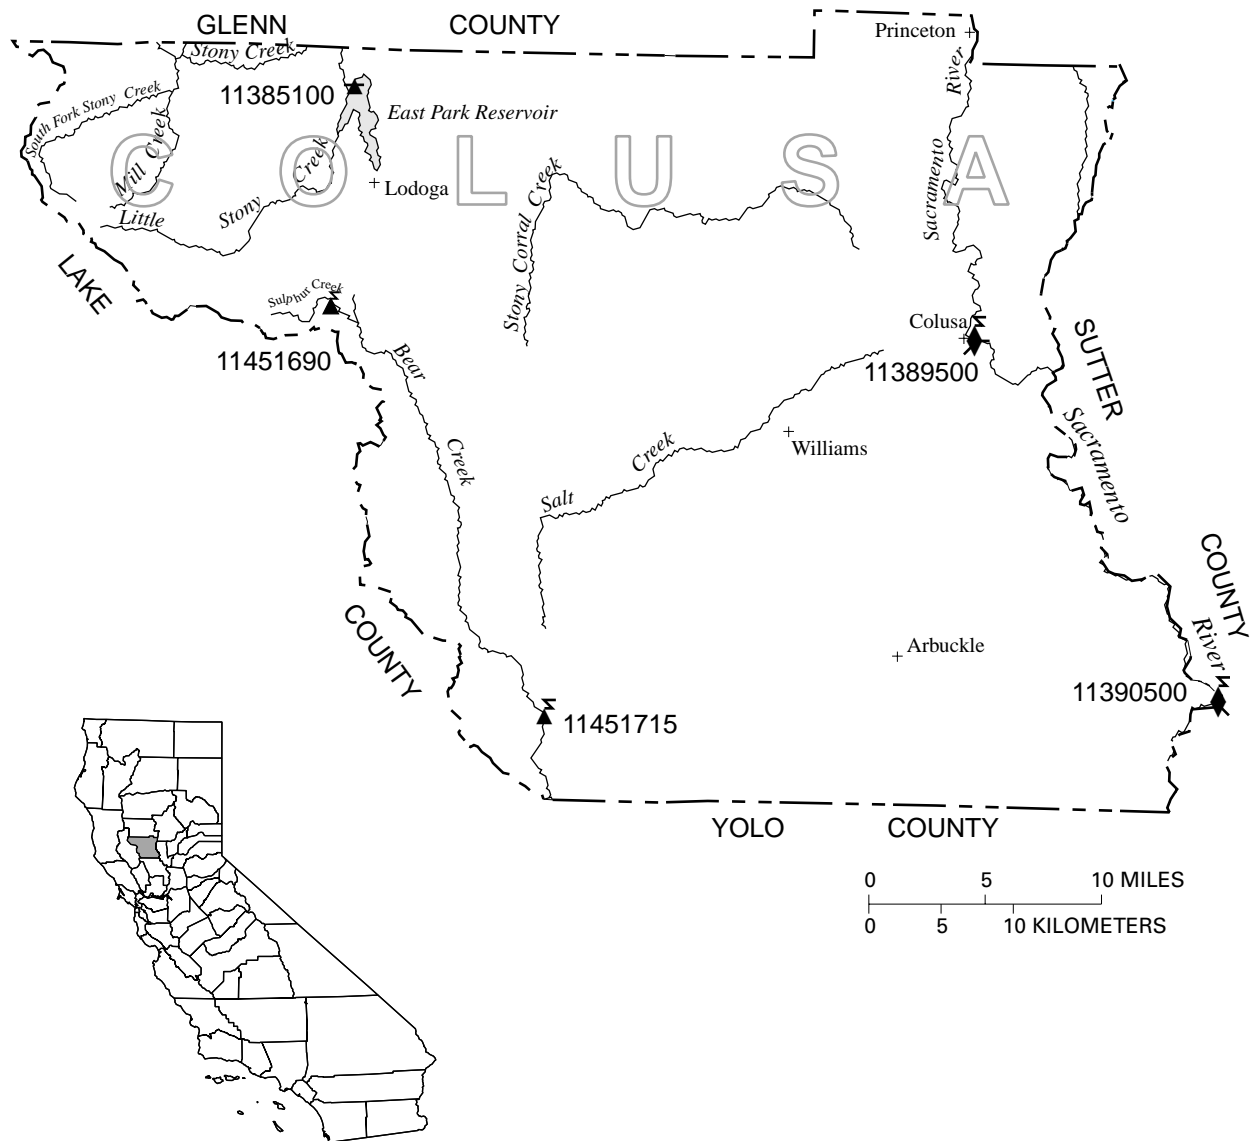 GLENN COUNTY
Princeton
Stony Creek
River
South Fork Stony Creek
11385100
East Park Reservoir
Mill Creek
Creek
COLUSA
Sacramento
Lodoga
Little
Stony
Stony Corral Creek
LAKE
Sulphur Creek
Colusa
SUTTER
11451690
Bear
11389500
Sacramento
Creek
Creek
Williams
Salt
COUNTY
COUNTY
River
Arbuckle
11390500
11451715
YOLO COUNTY
0 5 10 MILES
0 5 10 KILOMETERS